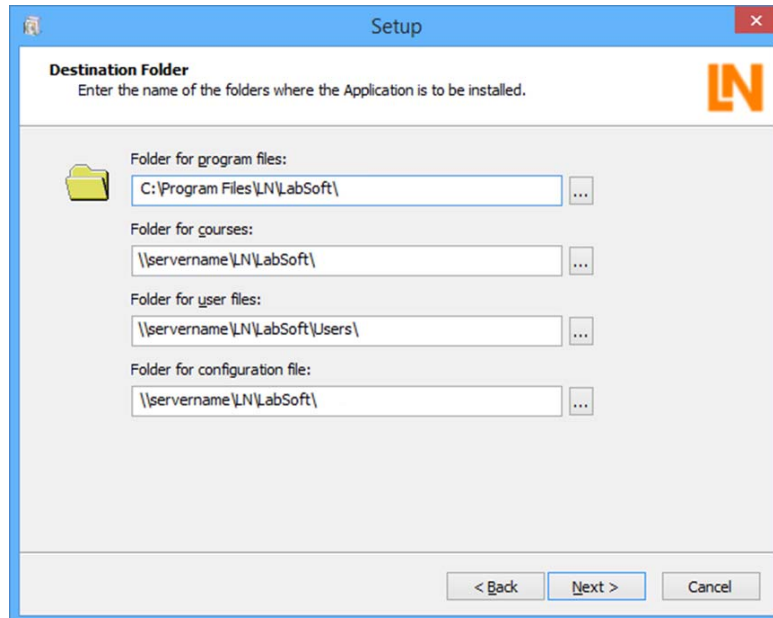 Setup
Destination Folder
Enter the name of the folders where the Application is to be installed.
LN
Folder for program files:
C:\Program Files\LN\LabSoft\
...
Folder for courses:
\\servername\LN\LabSoft\
...
Folder for user files:
\\servername\LN\LabSoft\Users\
...
Folder for configuration file:
\\servername\LN\LabSoft\
...
< Back
Next >
Cancel